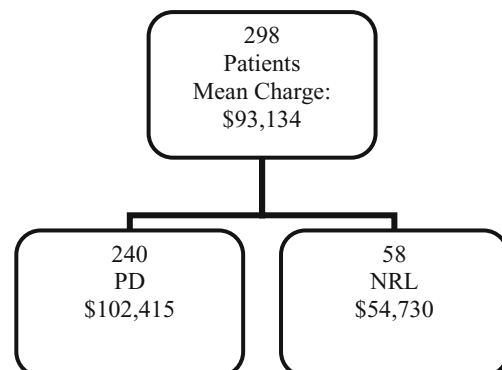 298
Patients
Mean Charge:
$93,134
240
PD
$102,415
58
NRL
$54,730